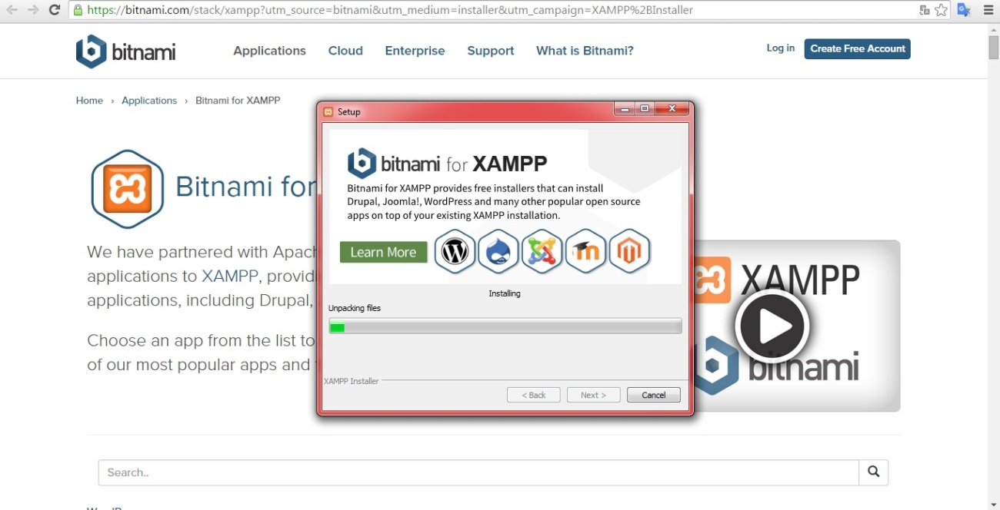 https://bitnami.com/stack/xampp?utm_source=bitnami&utm_medium=installer&utm_campaign=XAMPP%2BInstaller
bitnami
Applications Cloud Enterprise Support What is Bitnami? Log in Create Free Account
Home › Applications › Bitnami for XAMPP
Setup
bitnami for XAMPP
Bitnami for XAMPP provides free installers that can install
Drupal, Joomla!, WordPress and many other popular open source
apps on top of your existing XAMPP installation.
Learn More
Installing
Unpacking files
XAMPP Installer
< Back Next > Cancel
Bitnami for
We have partnered with
applications to XAMPP,
applications, including Drupal,
Choose an app from the list to
of our most popular apps and
XAMPP
bitnami
Search..